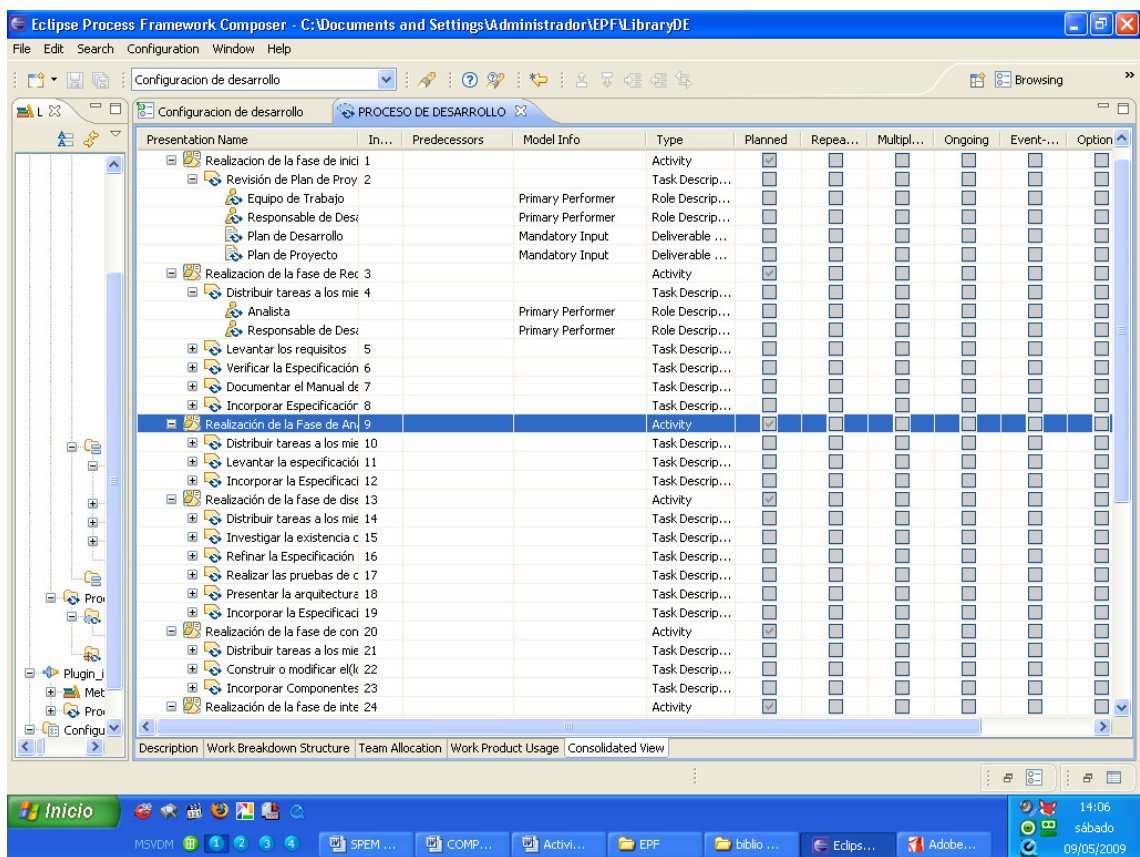 Eclipse Process Framework Composer - C:\Documents and Settings\Administrador\EPF\LibraryDE
File Edit Search Configuration Window Help
Configuracion de desarrollo
Browsing
L
Configuracion de desarrollo
PROCESO DE DESARROLLO
Presentation Name In... Predecessors Model Info Type Planned Repea... Multipl... Ongoing Event-... Option
Realizacion de la fase de inici 1 Activity
Revisión de Plan de Proy 2 Task Descrip...
Equipo de Trabajo Primary Performer Role Descrip...
Responsable de Desa Primary Performer Role Descrip...
Plan de Desarrollo Mandatory Input Deliverable ...
Plan de Proyecto Mandatory Input Deliverable ...
Realizacion de la fase de Rec 3 Activity
Distribuir tareas a los mie 4 Task Descrip...
Analista Primary Performer Role Descrip...
Responsable de Desa Primary Performer Role Descrip...
Levantar los requisitos 5 Task Descrip...
Verificar la Especificación 6 Task Descrip...
Documentar el Manual de 7 Task Descrip...
Incorporar Especificación 8 Task Descrip...
Realización de la Fase de Aná 9 Activity
Distribuir tareas a los mie 10 Task Descrip...
Levantar la especificació 11 Task Descrip...
Incorporar la Especificaci 12 Task Descrip...
Realización de la fase de dise 13 Activity
Distribuir tareas a los mie 14 Task Descrip...
Investigar la existencia c 15 Task Descrip...
Refinar la Especificación 16 Task Descrip...
Realizar las pruebas de c 17 Task Descrip...
Presentar la arquitectura 18 Task Descrip...
Incorporar la Especificaci 19 Task Descrip...
Realización de la fase de con 20 Activity
Distribuir tareas a los mie 21 Task Descrip...
Construir o modificar el(lo 22 Task Descrip...
Incorporar Componentes 23 Task Descrip...
Realización de la fase de inte 24 Activity
Pro
Plugin_i
Met
Pro
Configu
Description Work Breakdown Structure Team Allocation Work Product Usage Consolidated View
Inicio
MSVDM 1 2 3 4
SPEM ... COMP... Activi... EPF biblio ... Eclips... Adobe...
14:06
sábado
09/05/2009